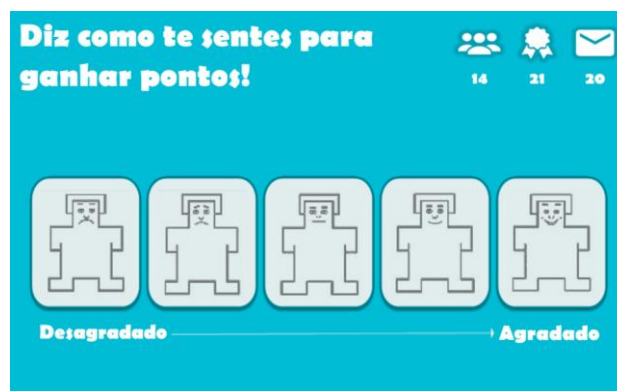 Diz como te sentes para
ganhar pontos!
14 21 20
Desagradado Agradado